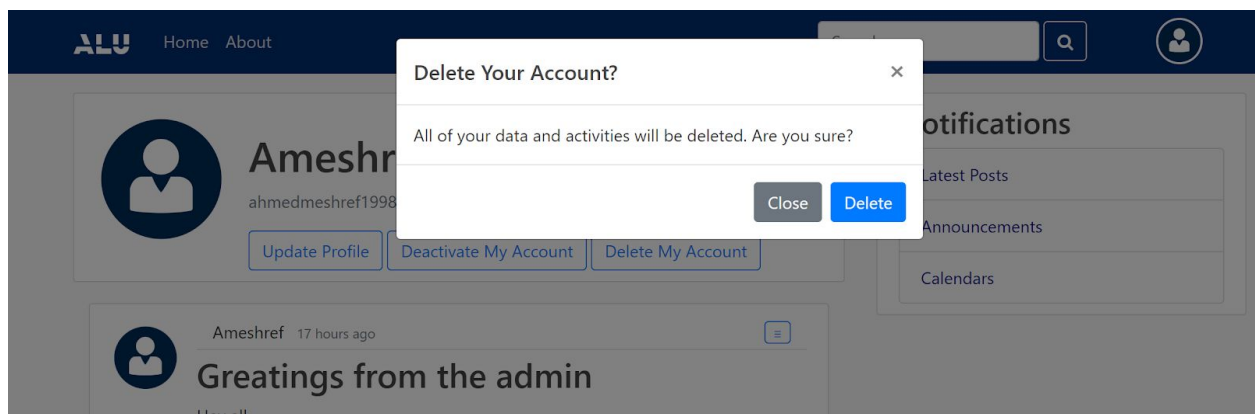 ALU Home About
Delete Your Account?
×
All of your data and activities will be deleted. Are you sure?
Close Delete
Ameshr
ahmedmeshref1998
Update Profile Deactivate My Account Delete My Account
otifications
Latest Posts
Announcements
Calendars
Ameshref 17 hours ago
Greatings from the admin